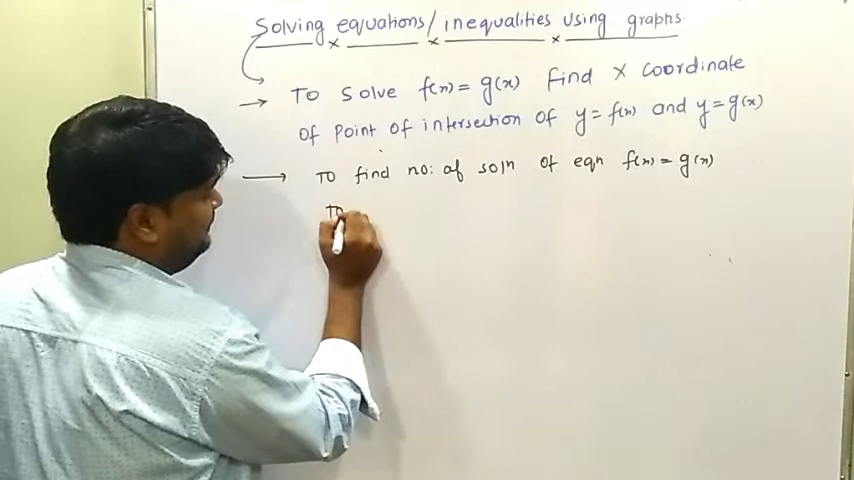 Solving equations/inequalities using graphs.
→ To solve f(x) = g(x) find x coordinate
of point of intersection of y = f(x) and y = g(x)
→ To find no: of soln of eqn f(x) = g(x)
To